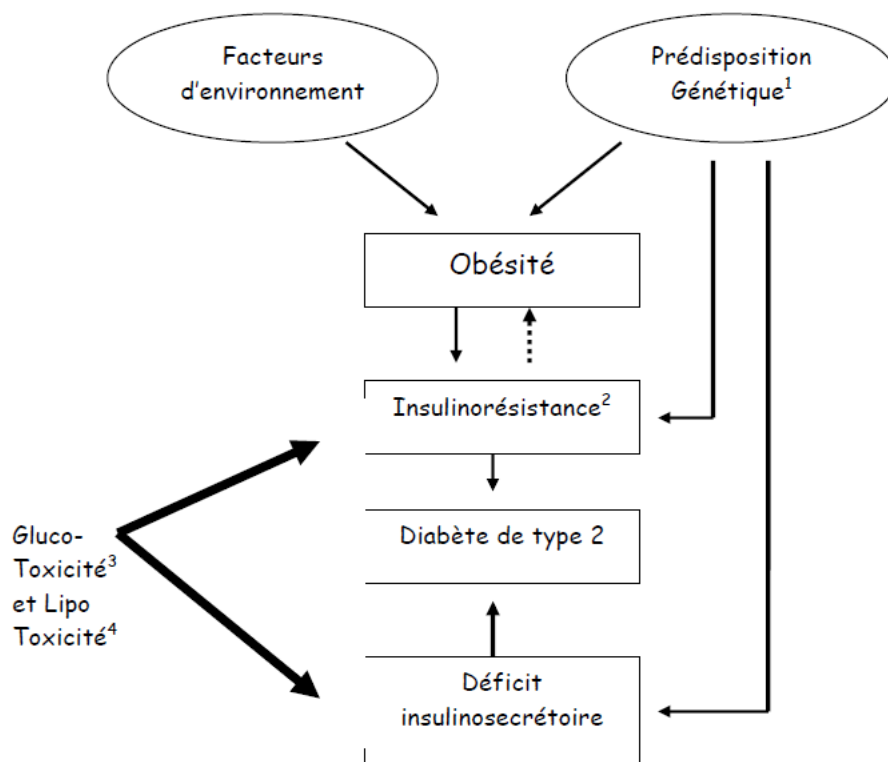 Facteurs
d'environnement
Prédisposition
Génétique¹
Obésité
Insulinorésistance²
Diabète de type 2
Gluco-
Toxicité³
et Lipo
Toxicité⁴
Déficit
insulinosecrétoire